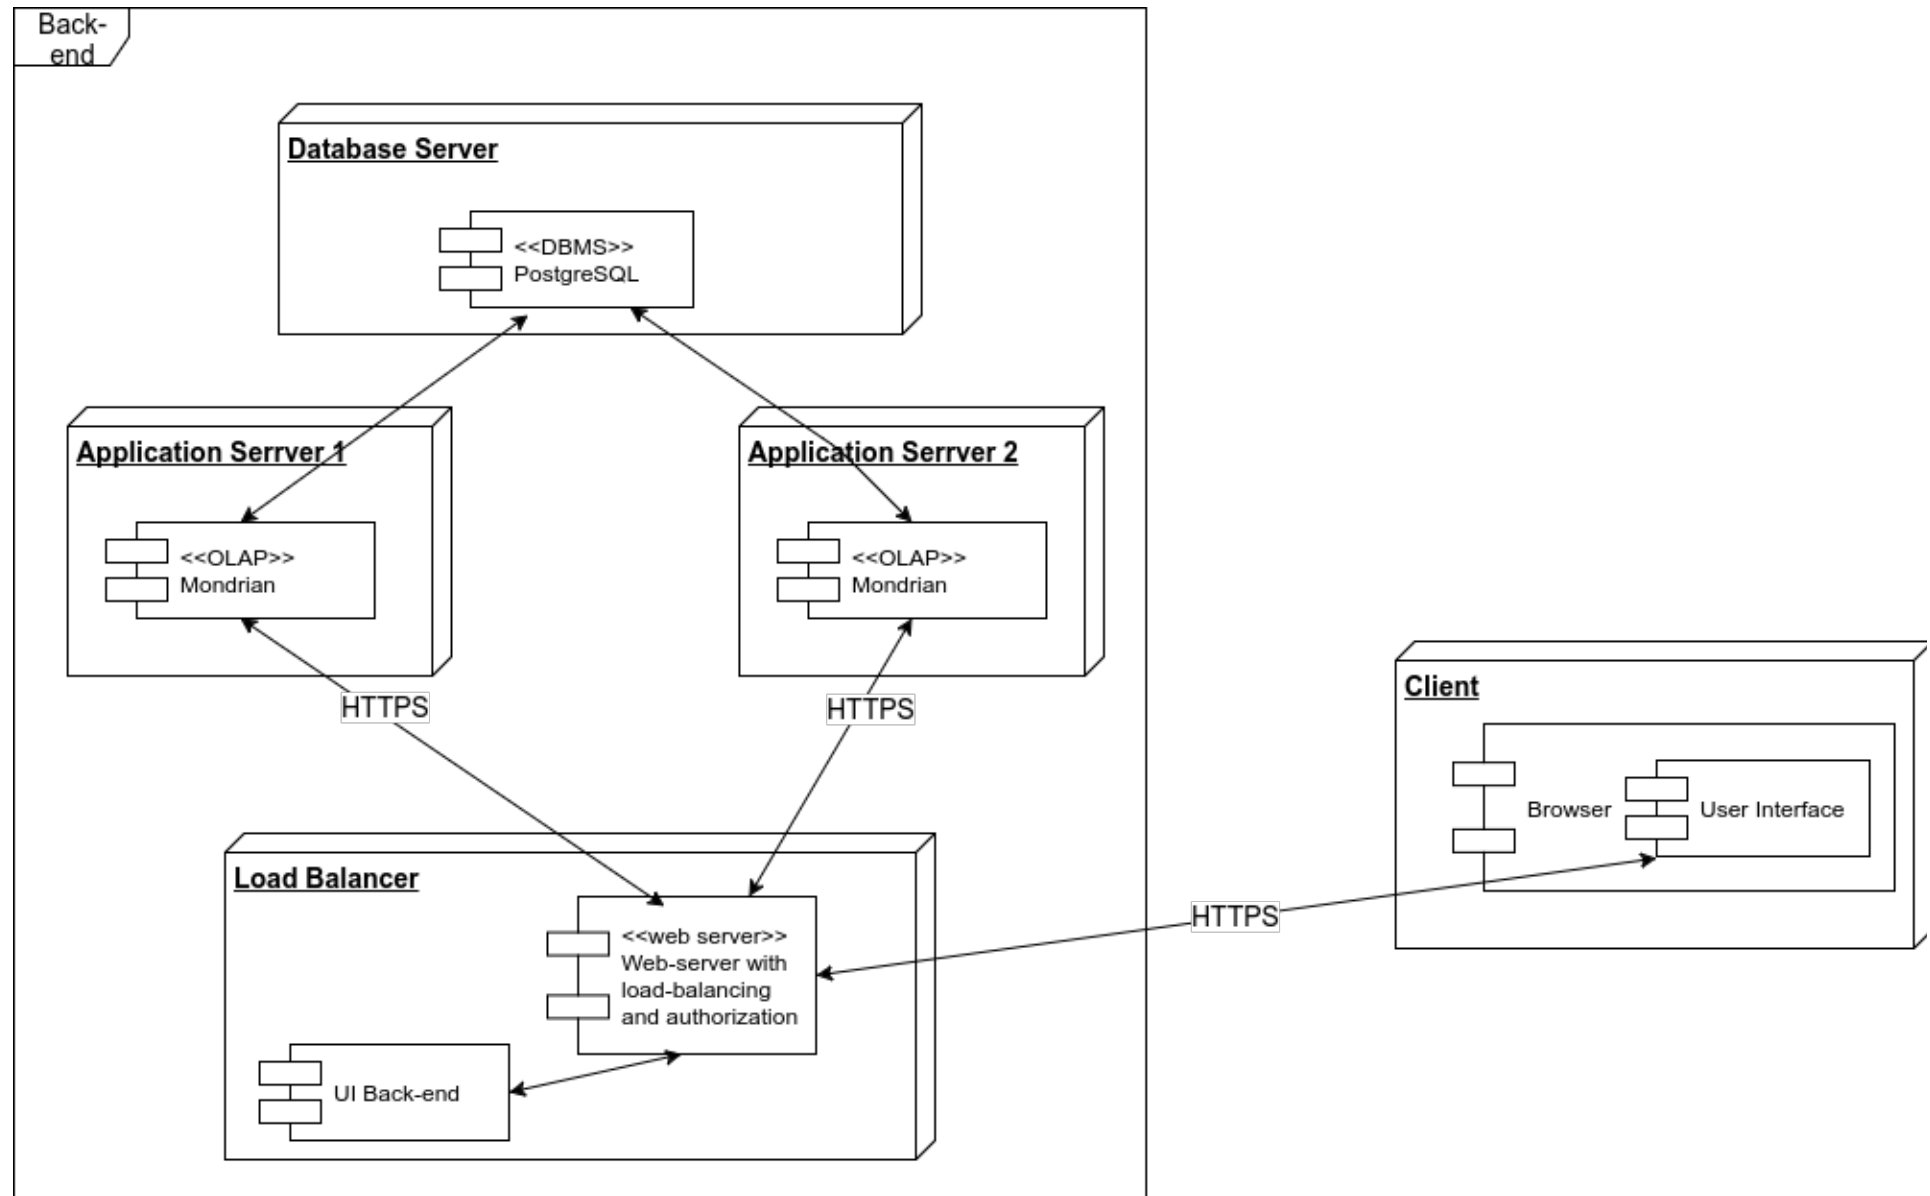 Back-
end
Database Server
<<DBMS>>
PostgreSQL
Application Serrver 1
<<OLAP>>
Mondrian
Application Serrver 2
<<OLAP>>
Mondrian
HTTPS
HTTPS
Client
Browser
User Interface
HTTPS
Load Balancer
<<web server>>
Web-server with
load-balancing
and authorization
UI Back-end